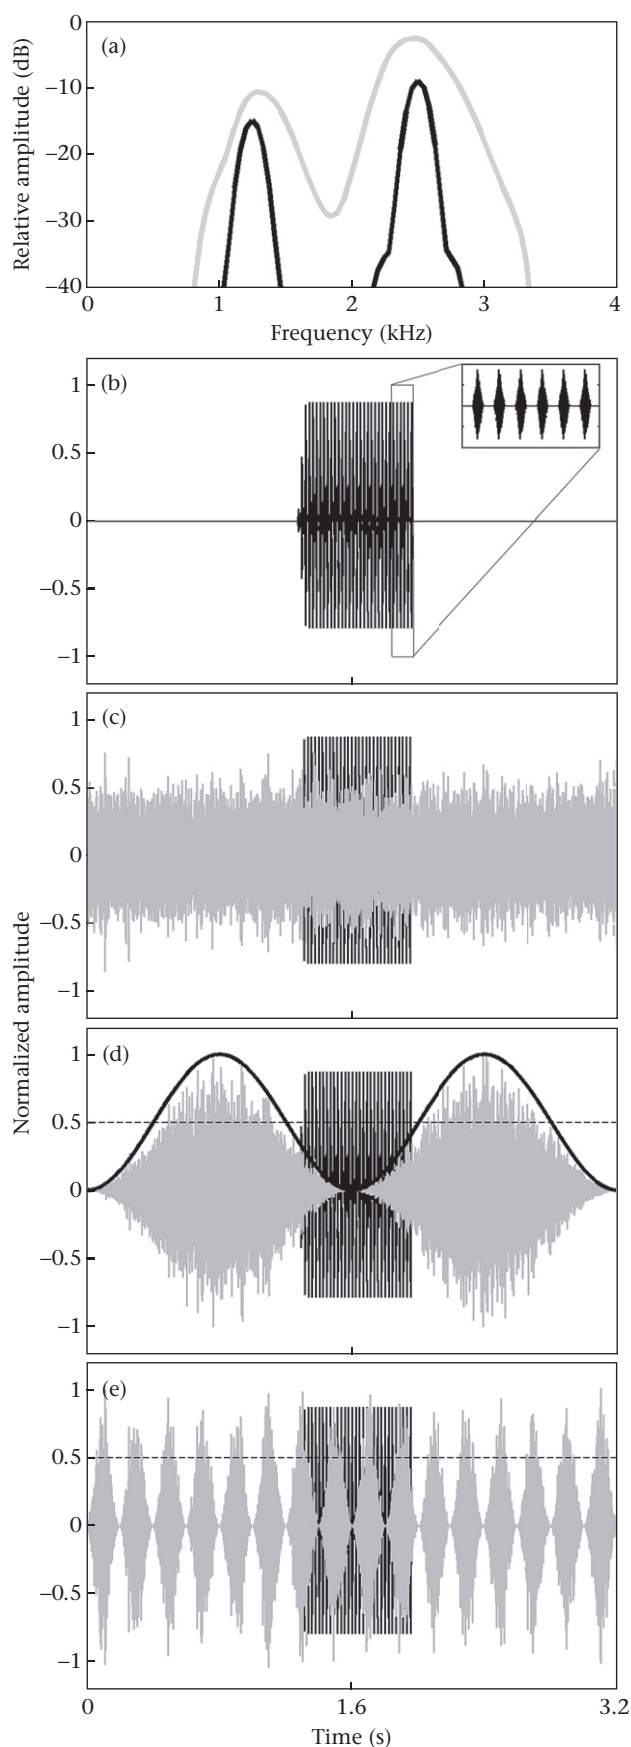 (a)
Relative amplitude (dB)
0
–10
–20
–30
–40
0 1 2 3 4
Frequency (kHz)
(b)
1
0.5
0
–0.5
–1
(c)
1
0.5
0
–0.5
–1
Normalized amplitude
(d)
1
0.5
0
–0.5
–1
(e)
1
0.5
0
–0.5
–1
0 1.6 3.2
Time (s)